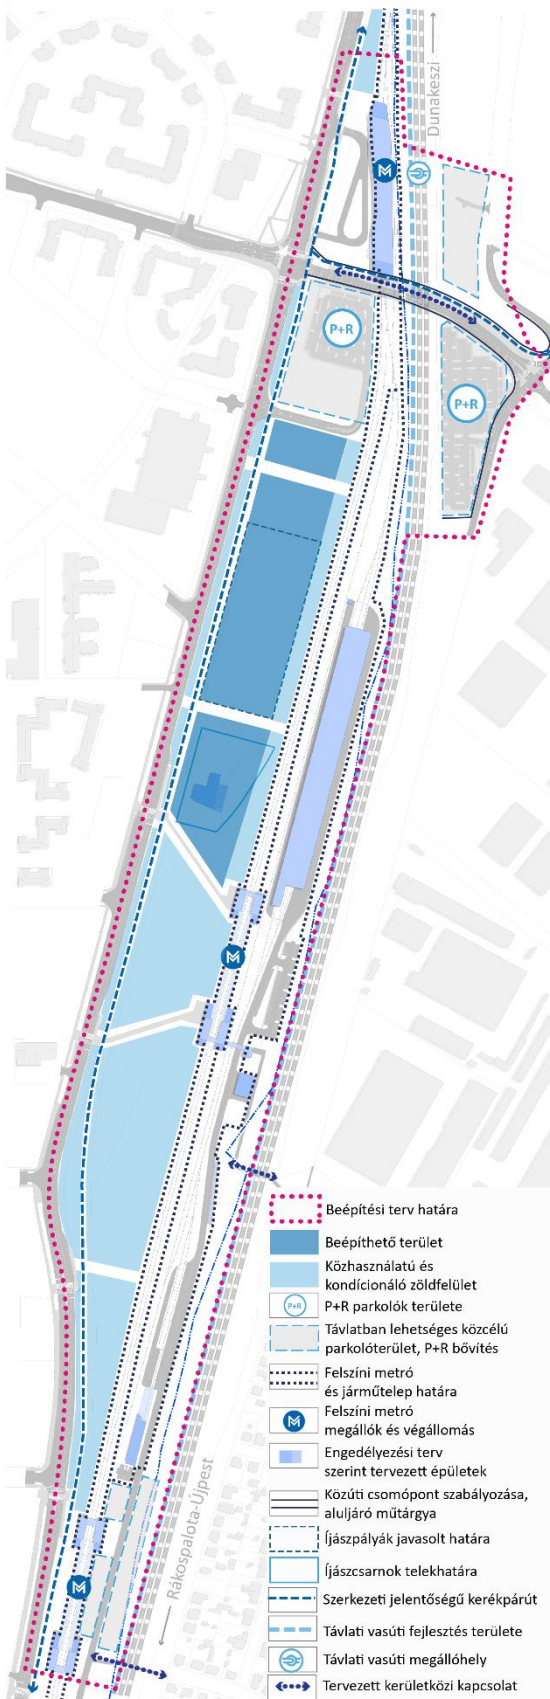 Dunakeszi
M
P+R
P+R
M
Rákospalota-Újpest
M
Beépítési terv határa
Beépíthető terület
Közhasználatú és
kondícionáló zöldfelület
P+R
P+R parkolók területe
Távlatban lehetséges közcélú
parkolóterület, P+R bővítés
Felszíni metró
és járműtelep határa
M
Felszíni metró
megállók és végállomás
Engedélyezési terv
szerint tervezett épületek
Közúti csomópont szabályozása,
aluljáró műtárgya
Íjászpályák javasolt határa
Íjászcsarnok telekhatára
Szerkezeti jelentőségű kerékpárút
Távlati vasúti fejlesztés területe
Távlati vasúti megállóhely
Tervezett kerületközi kapcsolat